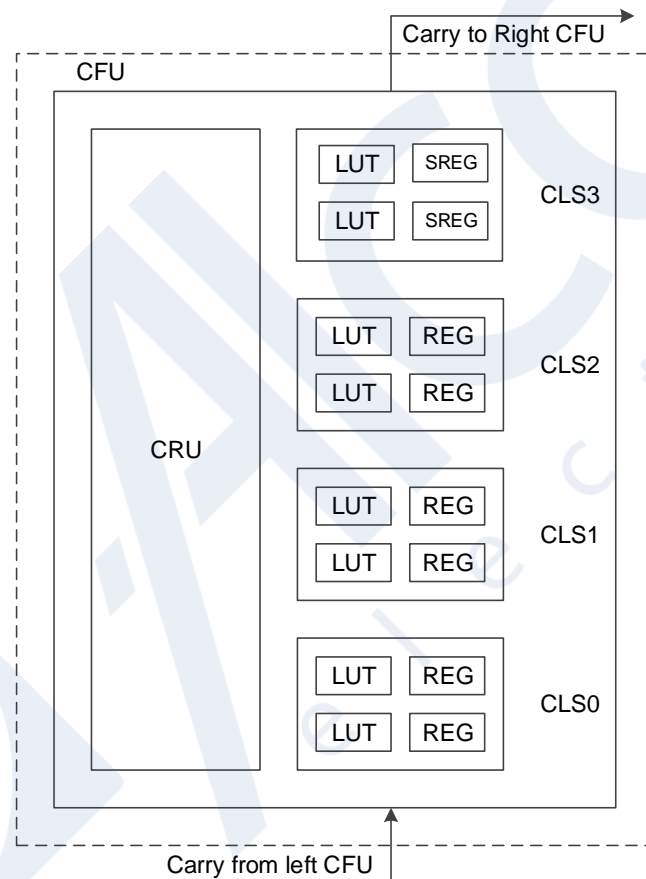 Carry to Right CFU
CFU
LUT SREG
LUT SREG
CLS3
LUT REG
LUT REG
CLS2
CRU
LUT REG
LUT REG
CLS1
LUT REG
LUT REG
CLS0
Carry from left CFU